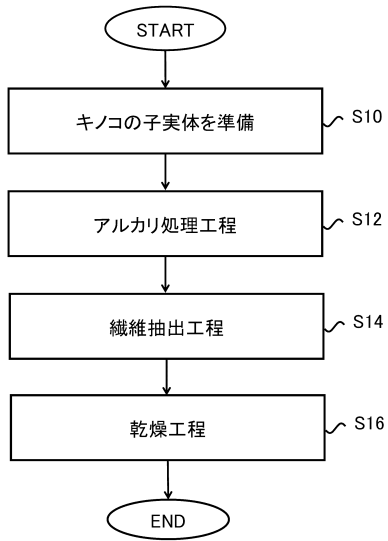 START
キノコの子実体を準備
S10
アルカリ処理工程
S12
繊維抽出工程
S14
乾燥工程
S16
END